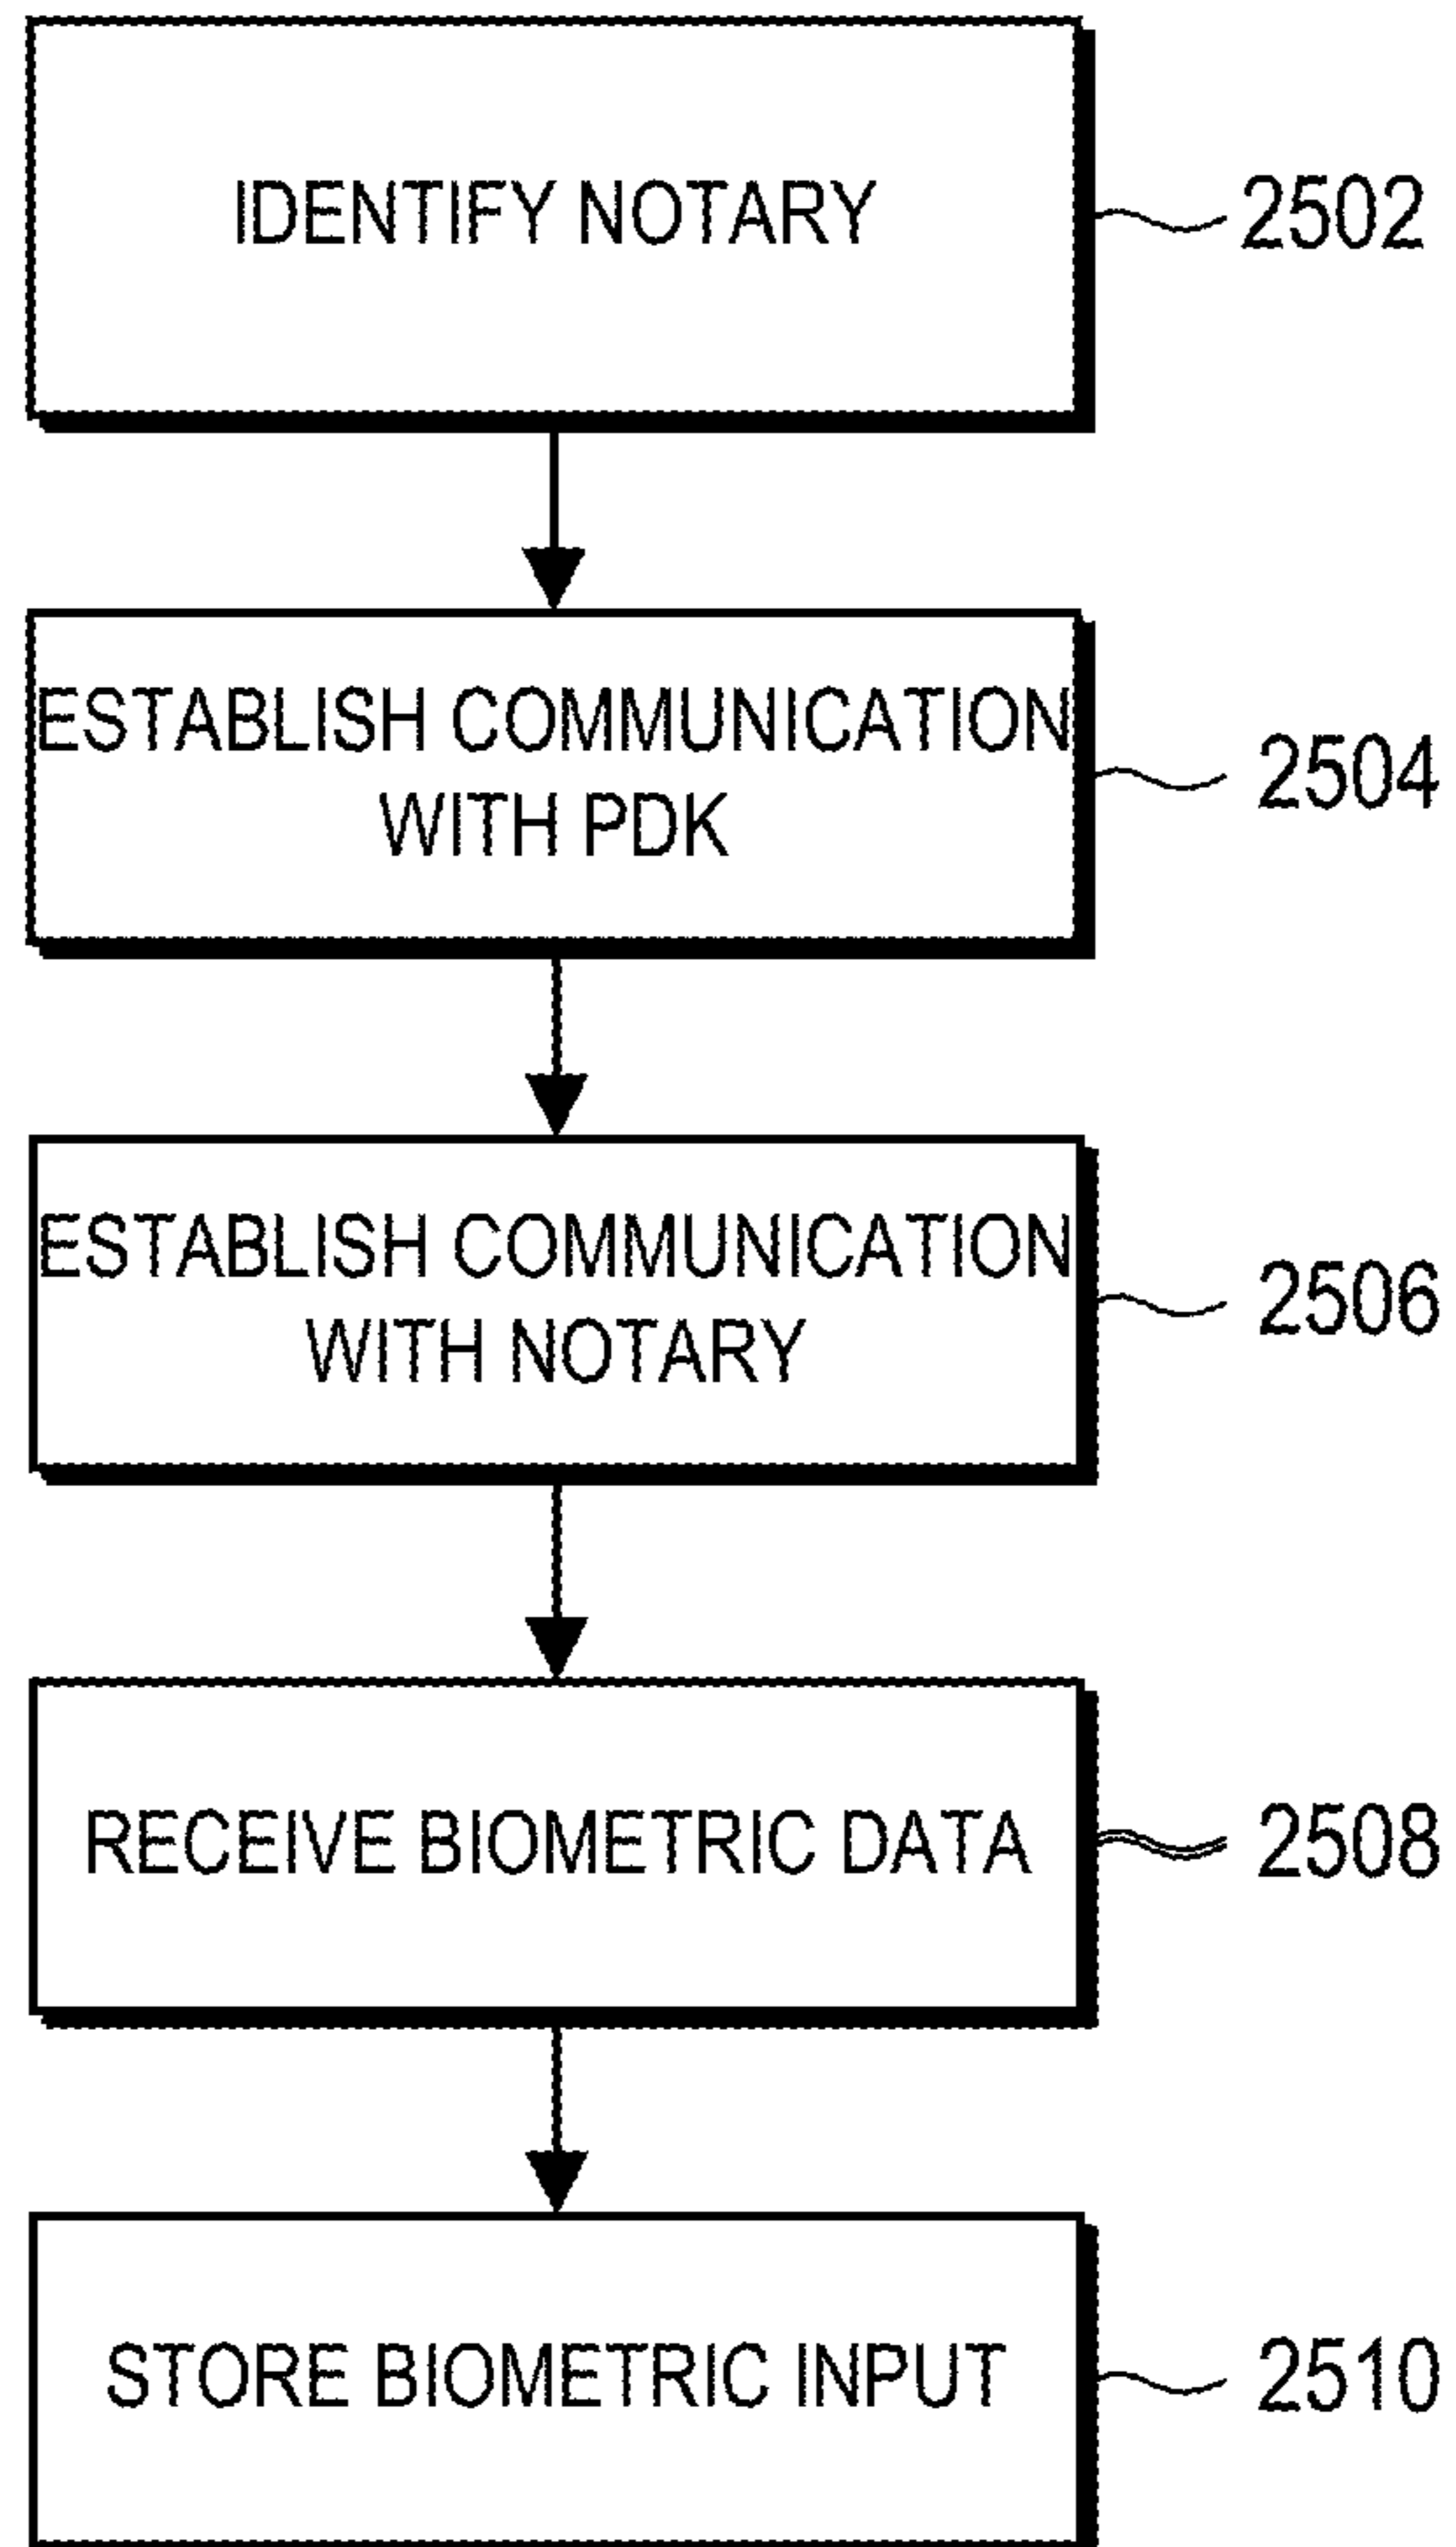 IDENTIFY NOTARY
2502
ESTABLISH COMMUNICATION
WITH PDK
2504
ESTABLISH COMMUNICATION
WITH NOTARY
2506
RECEIVE BIOMETRIC DATA
2508
STORE BIOMETRIC INPUT
2510